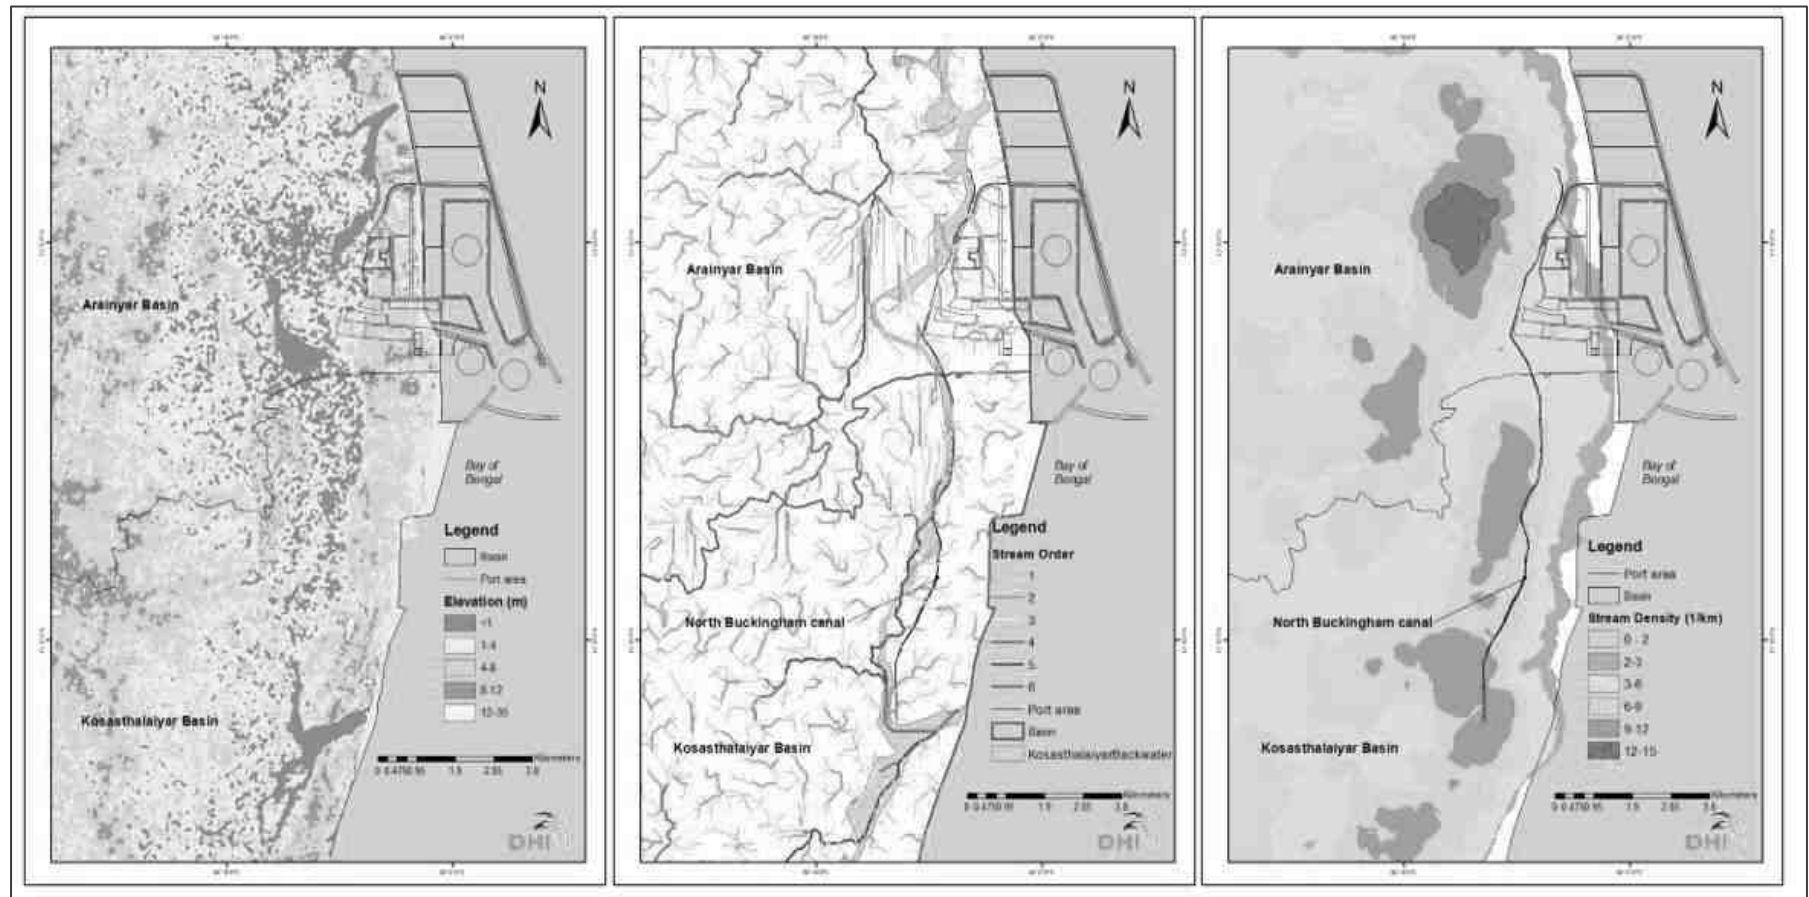 N
Arainyar Basin
Bay of
Bengal
Legend
Basin
Port area
Elevation (m)
<1
1-4
4-8
8-12
12-35
Kosasthalaiyar Basin
Kilometers
DHI
N
Arainyar Basin
Bay of
Bengal
Legend
Stream Order
1
2
3
4
5
6
Port area
Basin
KosasthalaiyarBackwater
North Buckingham canal
Kosasthalaiyar Basin
Kilometers
DHI
N
Arainyar Basin
Bay of
Bengal
Legend
Port area
Basin
Stream Density (1/km)
0 - 2
2-3
3-6
6-9
9-12
12-15
North Buckingham canal
Kosasthalaiyar Basin
Kilometers
DHI